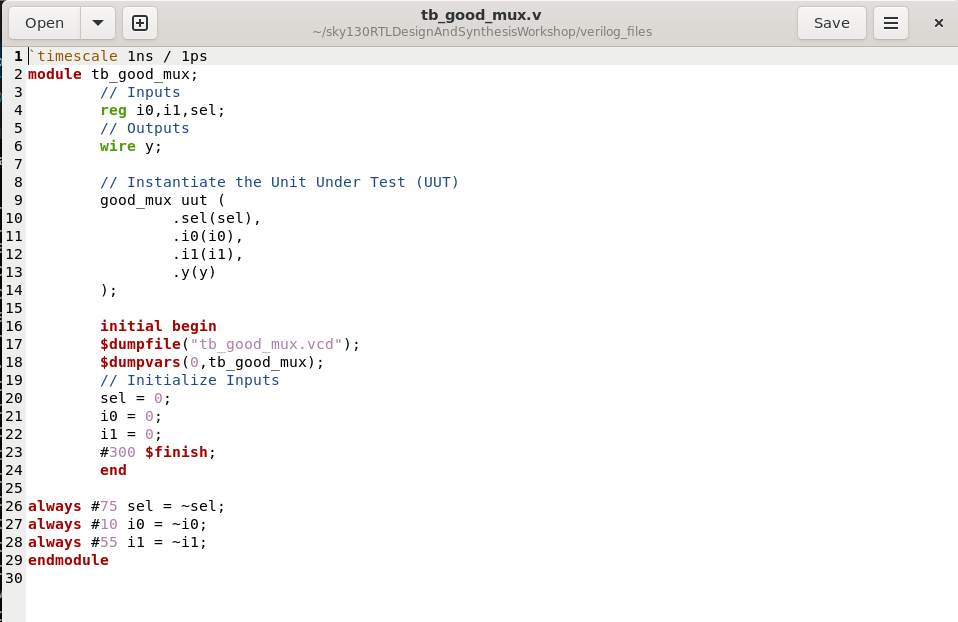 Open
tb_good_mux.v
~/sky130RTLDesignAndSynthesisWorkshop/verilog_files
Save
1 `timescale 1ns / 1ps
2 module tb_good_mux;
3         // Inputs
4         reg i0,i1,sel;
5         // Outputs
6         wire y;
7
8         // Instantiate the Unit Under Test (UUT)
9         good_mux uut (
10                 .sel(sel),
11                 .i0(i0),
12                 .i1(i1),
13                 .y(y)
14         );
15
16         initial begin
17         $dumpfile("tb_good_mux.vcd");
18         $dumpvars(0,tb_good_mux);
19         // Initialize Inputs
20         sel = 0;
21         i0 = 0;
22         i1 = 0;
23         #300 $finish;
24         end
25
26 always #75 sel = ~sel;
27 always #10 i0 = ~i0;
28 always #55 i1 = ~i1;
29 endmodule
30